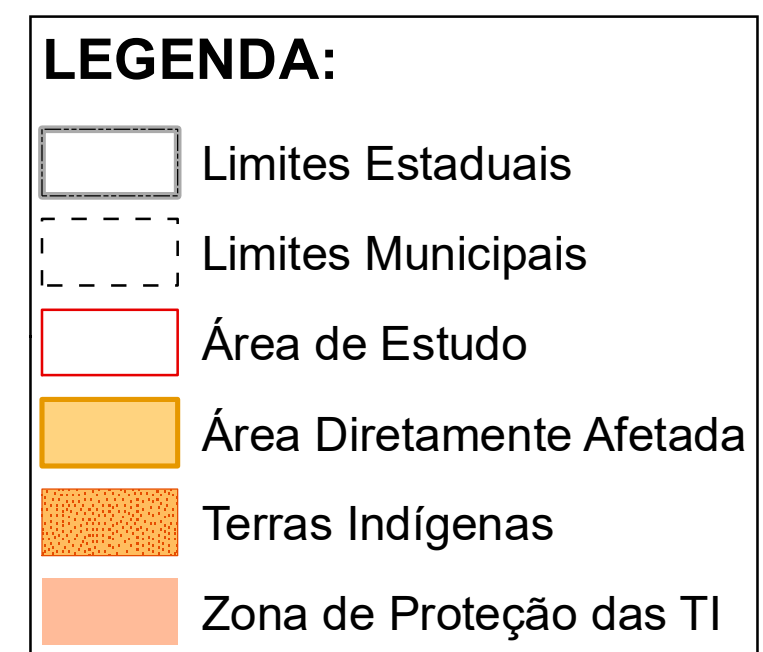 LEGENDA:
Limites Estaduais
Limites Municipais
Área de Estudo
Área Diretamente Afetada
Terras Indígenas
Zona de Proteção das TI